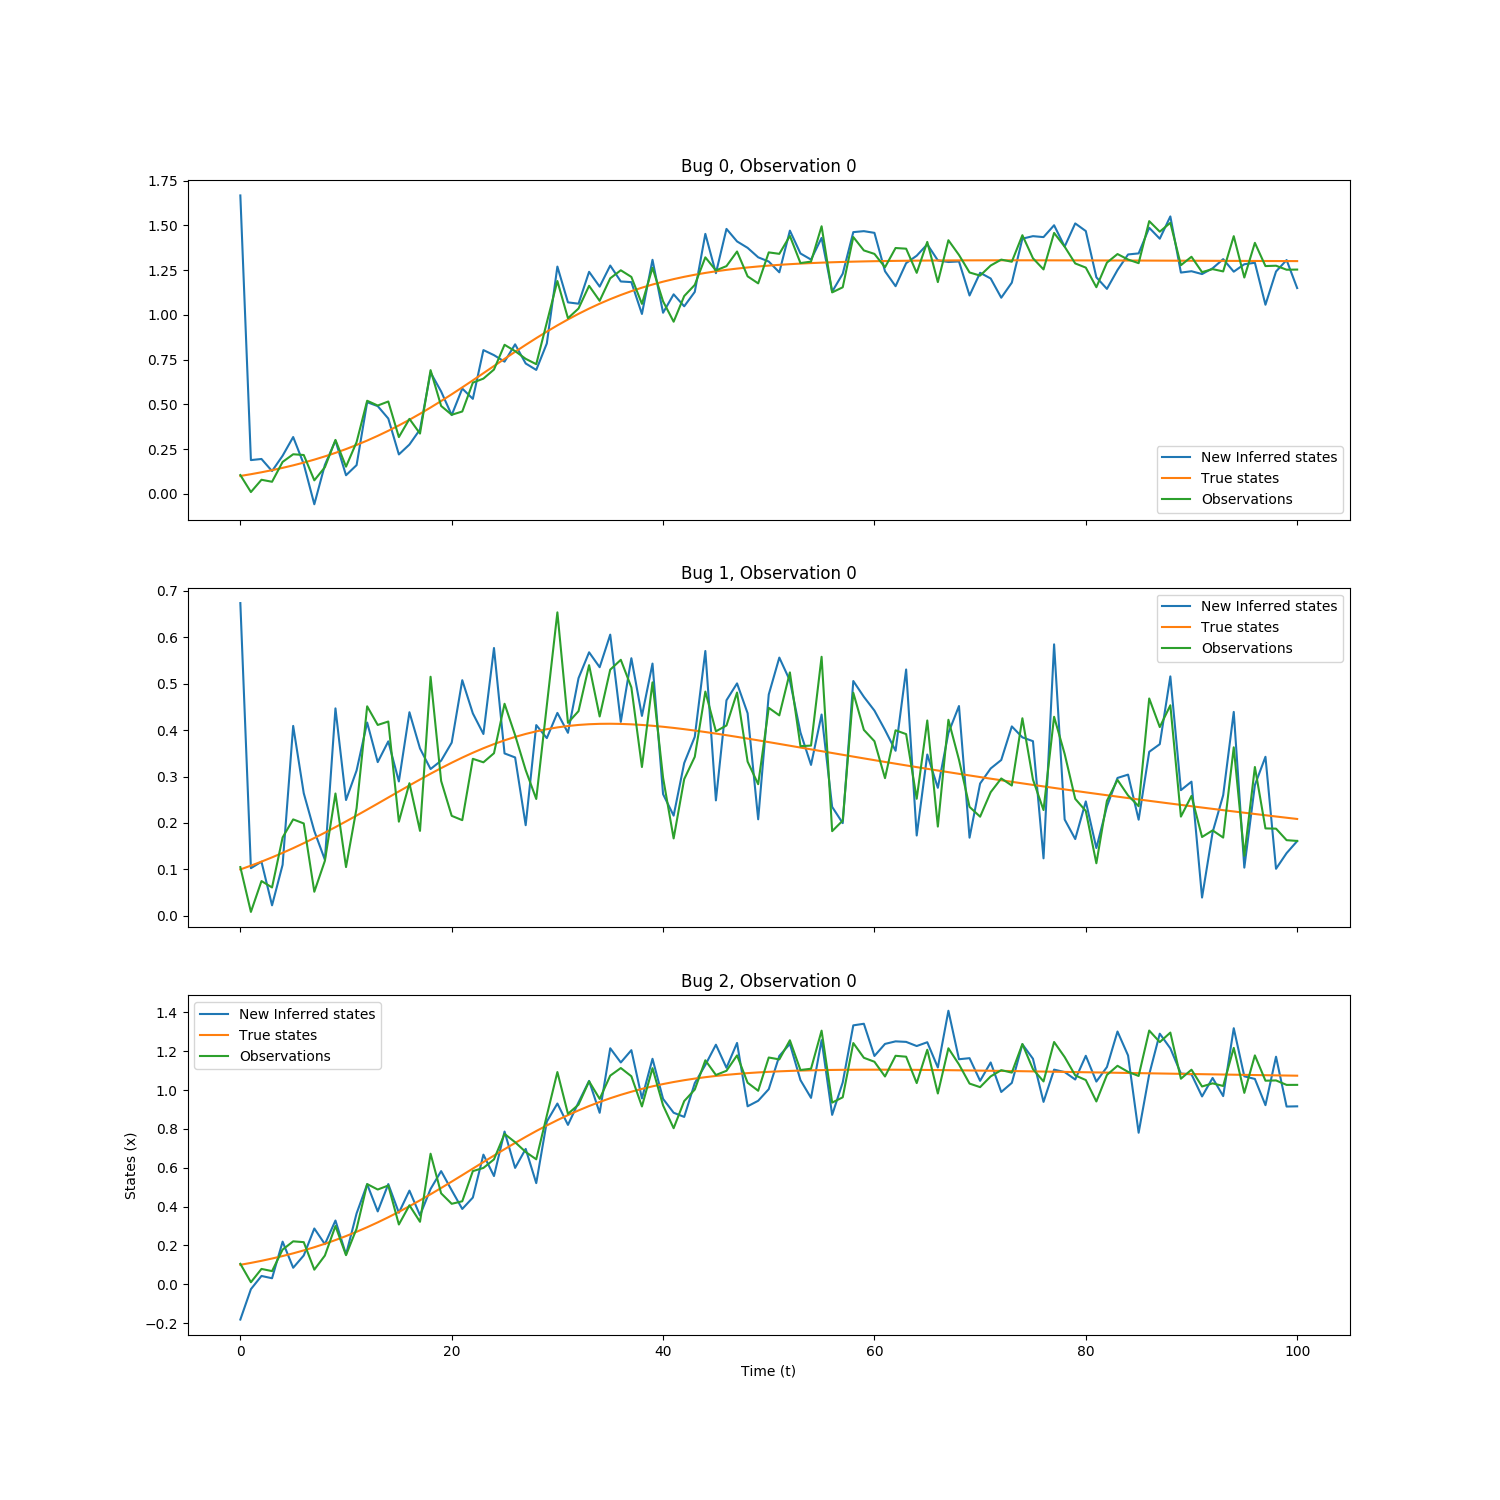 Bug 0, Observation 0
1.75
1.50
1.25
1.00
0.75
0.50
0.25
0.00
New Inferred states
True states
Observations
Bug 1, Observation 0
0.7
0.6
0.5
0.4
0.3
0.2
0.1
0.0
New Inferred states
True states
Observations
Bug 2, Observation 0
1.4
1.2
1.0
0.8
0.6
0.4
0.2
0.0
−0.2
States (x)
New Inferred states
True states
Observations
0 20 40 60 80 100
Time (t)